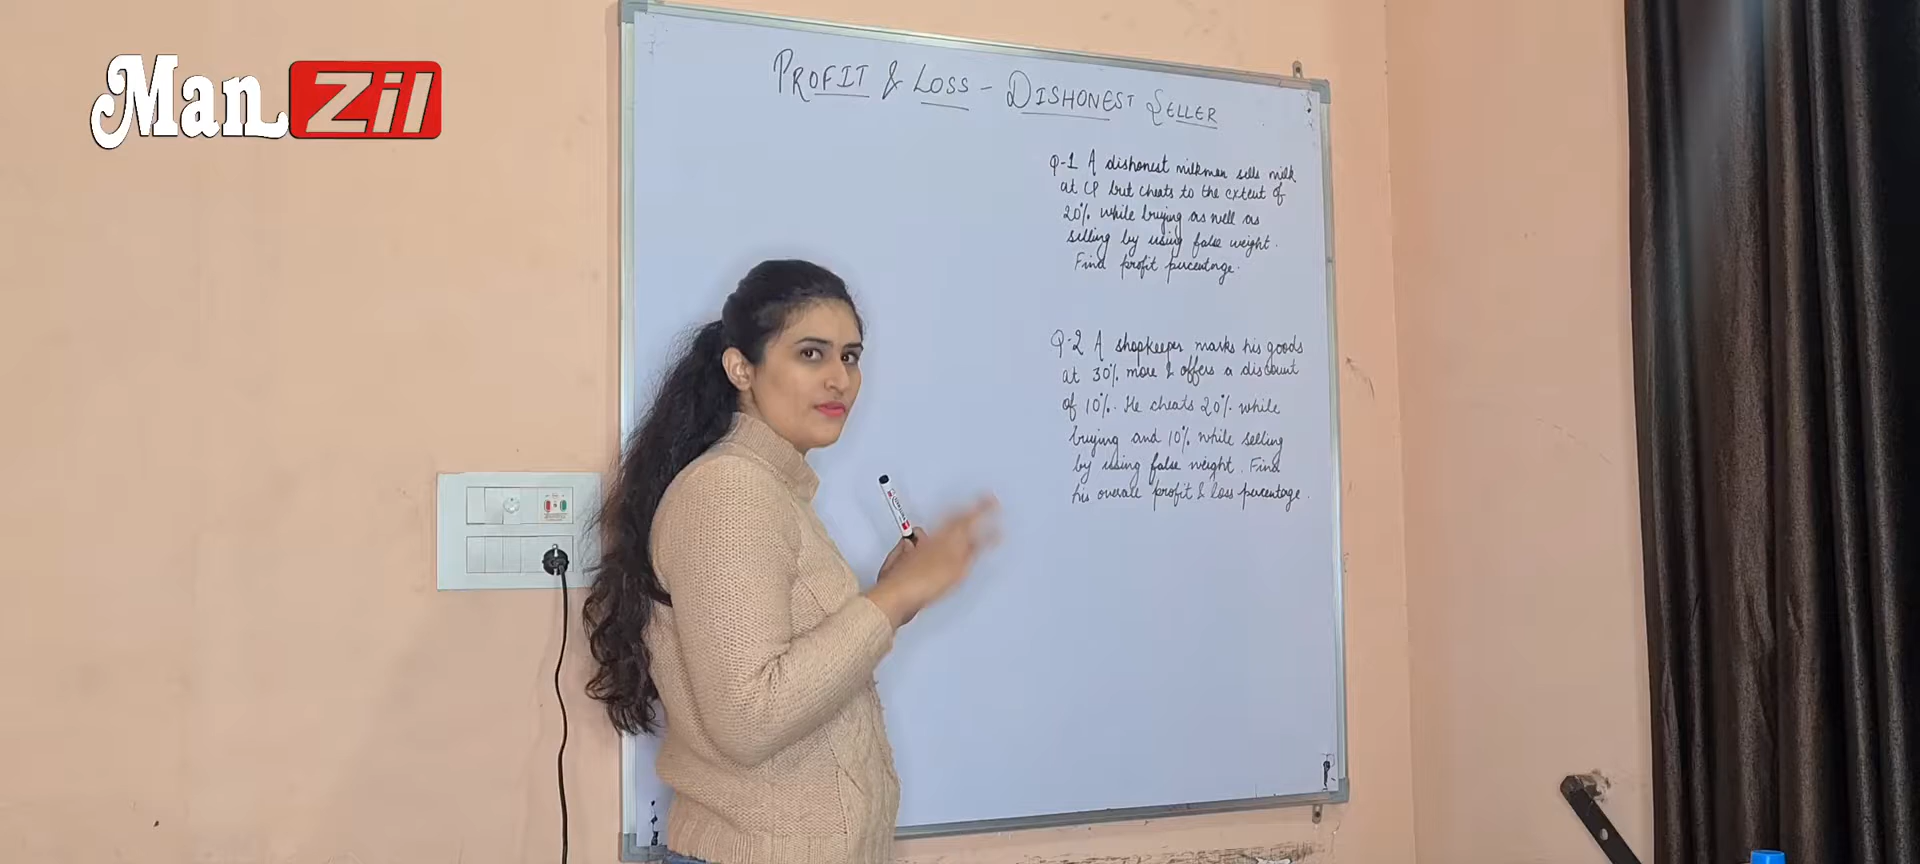 Man Zil
PROFIT & LOSS - DISHONEST SELLER
Q-1 A dishonest milkman sells milk
at CP but cheats to the extent of
20% while buying as well as
selling by using false weight.
Find profit percentage.
Q-2 A shopkeeper marks his goods
at 30% more & offers a discount
of 10%. He cheats 20% while
buying and 10% while selling
by using false weight. Find
his overall profit & loss percentage.